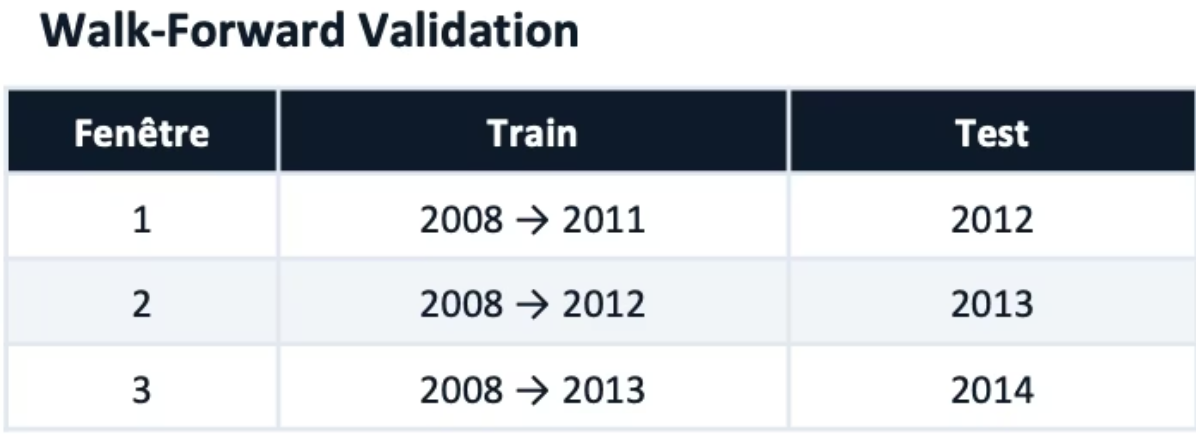 Walk-Forward Validation
Fenêtre Train Test
1 2008 → 2011 2012
2 2008 → 2012 2013
3 2008 → 2013 2014